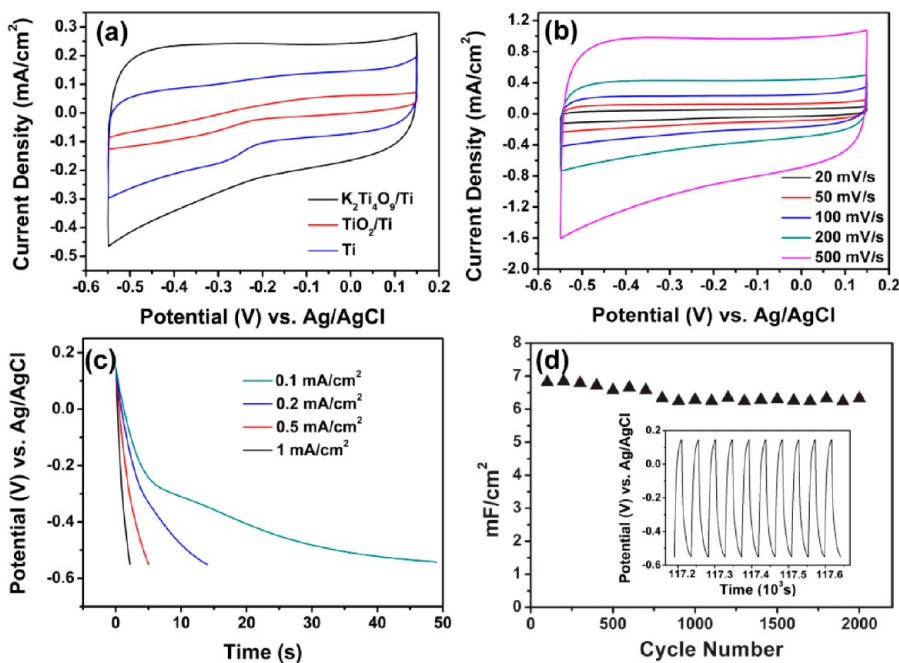 (a)
Current Density (mA/cm²)
0.3
0.2
0.1
0.0
-0.1
-0.2
-0.3
-0.4
-0.5
K₂Ti₄O₉/Ti
TiO₂/Ti
Ti
-0.6 -0.5 -0.4 -0.3 -0.2 -0.1 0.0 0.1 0.2
Potential (V) vs. Ag/AgCl
(b)
Current Density (mA/cm²)
1.2
0.8
0.4
0.0
-0.4
-0.8
-1.2
-1.6
-2.0
20 mV/s
50 mV/s
100 mV/s
200 mV/s
500 mV/s
-0.6 -0.5 -0.4 -0.3 -0.2 -0.1 0.0 0.1 0.2
Potential (V) vs. Ag/AgCl
(c)
Potential (V) vs. Ag/AgCl
0.2
0.0
-0.2
-0.4
-0.6
0.1 mA/cm²
0.2 mA/cm²
0.5 mA/cm²
1 mA/cm²
0 10 20 30 40 50
Time (s)
(d)
mF/cm²
8
7
6
5
4
3
2
1
0
Potential (V) vs. Ag/AgCl
0.2
0.0
-0.2
-0.4
-0.6
117.2 117.3 117.4 117.5 117.6
Time (10³s)
0 500 1000 1500 2000
Cycle Number